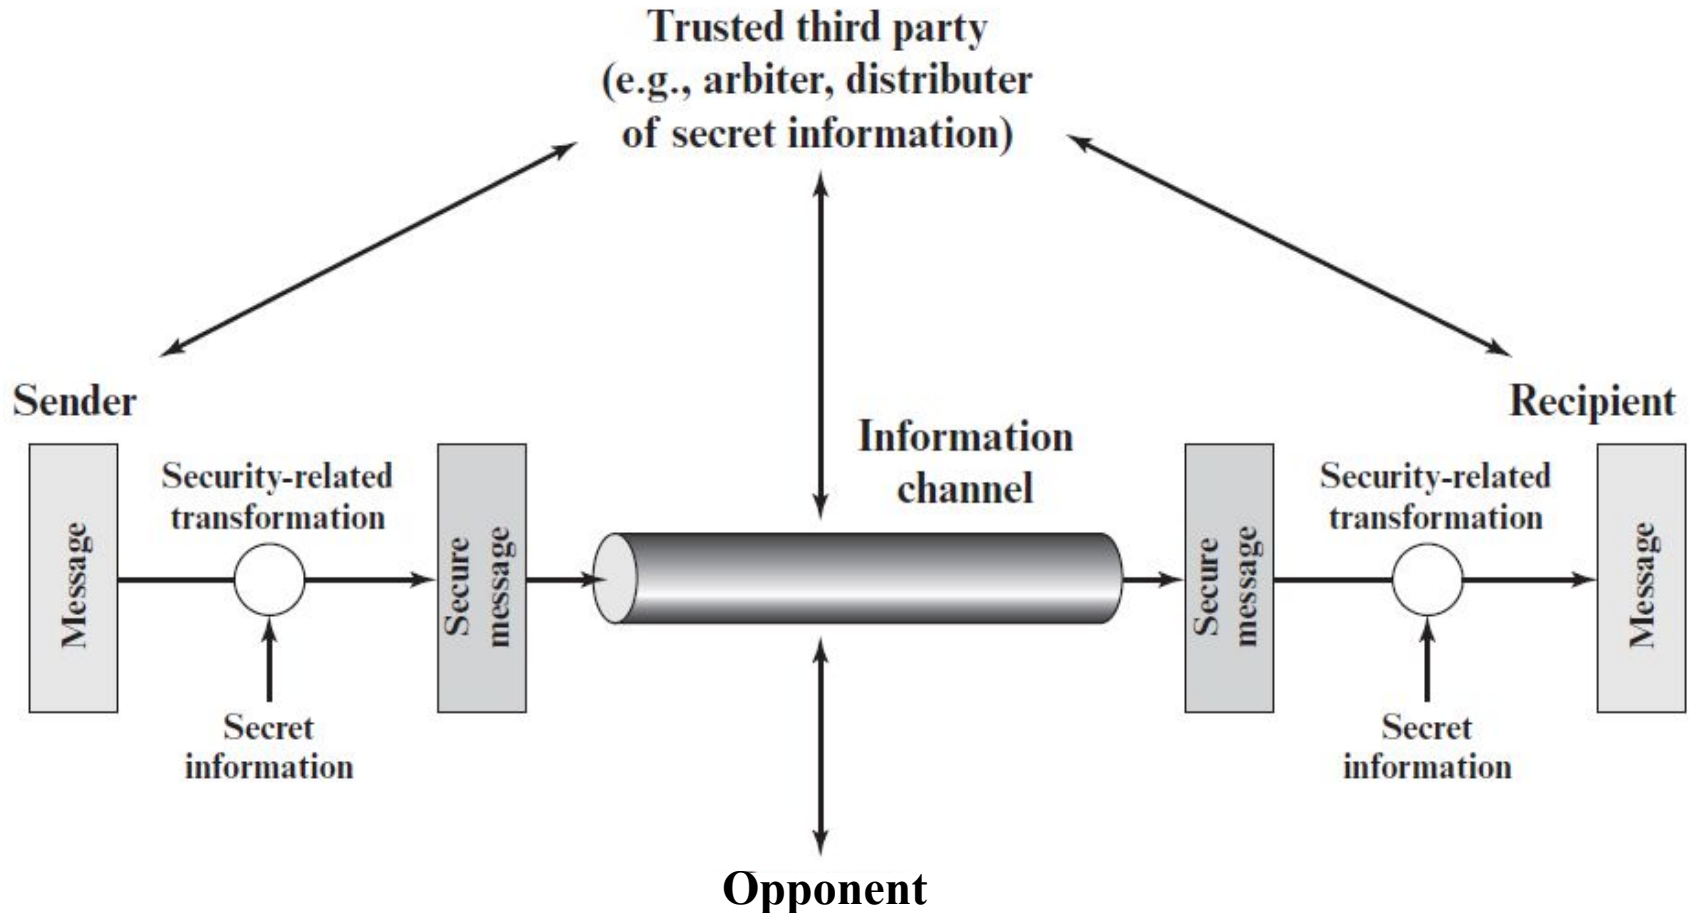 Trusted third party
(e.g., arbiter, distributer
of secret information)
Sender
Recipient
Information
channel
Security-related
transformation
Security-related
transformation
Message
Secure
message
Secure
message
Message
Secret
information
Secret
information
Opponent